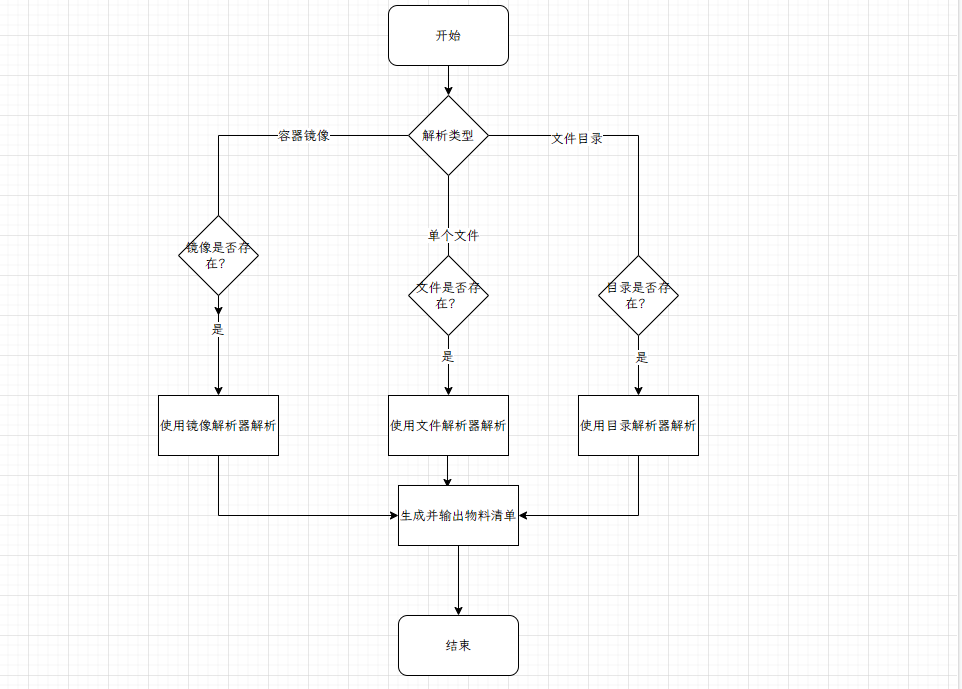 开始
解析类型
容器镜像
文件目录
单个文件
镜像是否存
在?
文件是否存
在?
目录是否存
在?
是
是
是
使用镜像解析器解析
使用文件解析器解析
使用目录解析器解析
生成并输出物料清单
结束